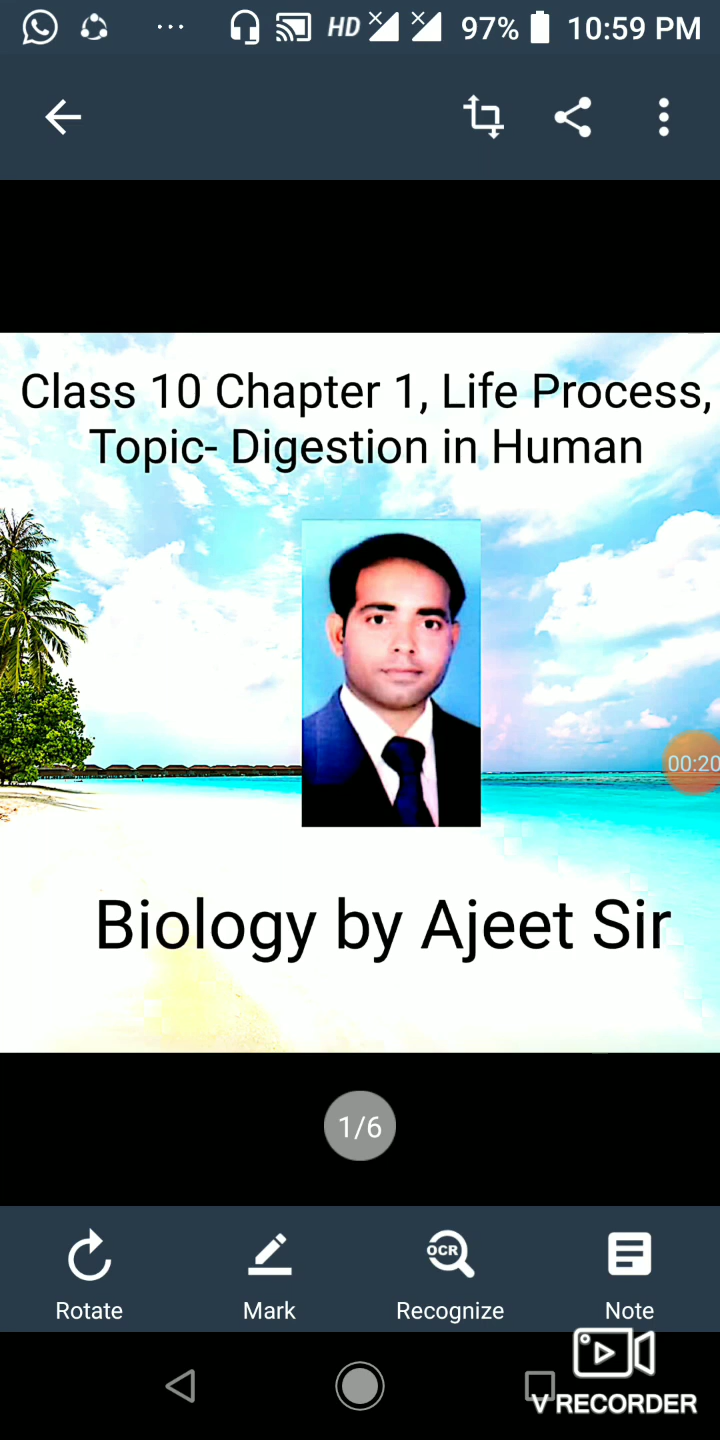 HD 97% 10:59 PM
Class 10 Chapter 1, Life Process,
Topic- Digestion in Human
00:20
Biology by Ajeet Sir
1/6
OCR
Rotate Mark Recognize Note
V RECORDER